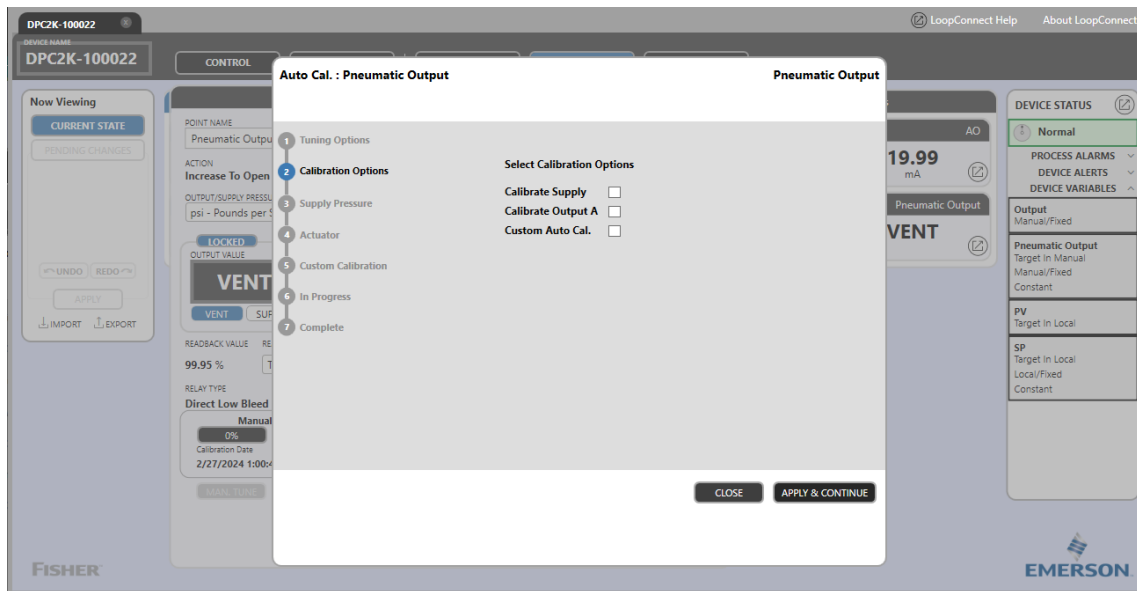 DPC2K-100022
LoopConnect Help
About LoopConnect
DEVICE NAME
DPC2K-100022
CONTROL
Now Viewing
CURRENT STATE
PENDING CHANGES
UNDO
REDO
APPLY
IMPORT
EXPORT
POINT NAME
Pneumatic Outpu
ACTION
Increase To Open
OUTPUT/SUPPLY PRESSU
psi - Pounds per S
LOCKED
OUTPUT VALUE
VENT
VENT
SUP
READBACK VALUE
RE
99.95 %
T
RELAY TYPE
Direct Low Bleed
Manual
0%
Calibration Date
2/27/2024 1:00:4
MAN. TUNE
Auto Cal. : Pneumatic Output
Pneumatic Output
1 Tuning Options
2 Calibration Options
3 Supply Pressure
4 Actuator
5 Custom Calibration
6 In Progress
7 Complete
Select Calibration Options
Calibrate Supply
Calibrate Output A
Custom Auto Cal.
CLOSE
APPLY & CONTINUE
AO
19.99
mA
Pneumatic Output
VENT
DEVICE STATUS
Normal
PROCESS ALARMS
DEVICE ALERTS
DEVICE VARIABLES
Output
Manual/Fixed
Pneumatic Output
Target In Manual
Manual/Fixed
Constant
PV
Target In Local
SP
Target In Local
Local/Fixed
Constant
FISHER
EMERSON